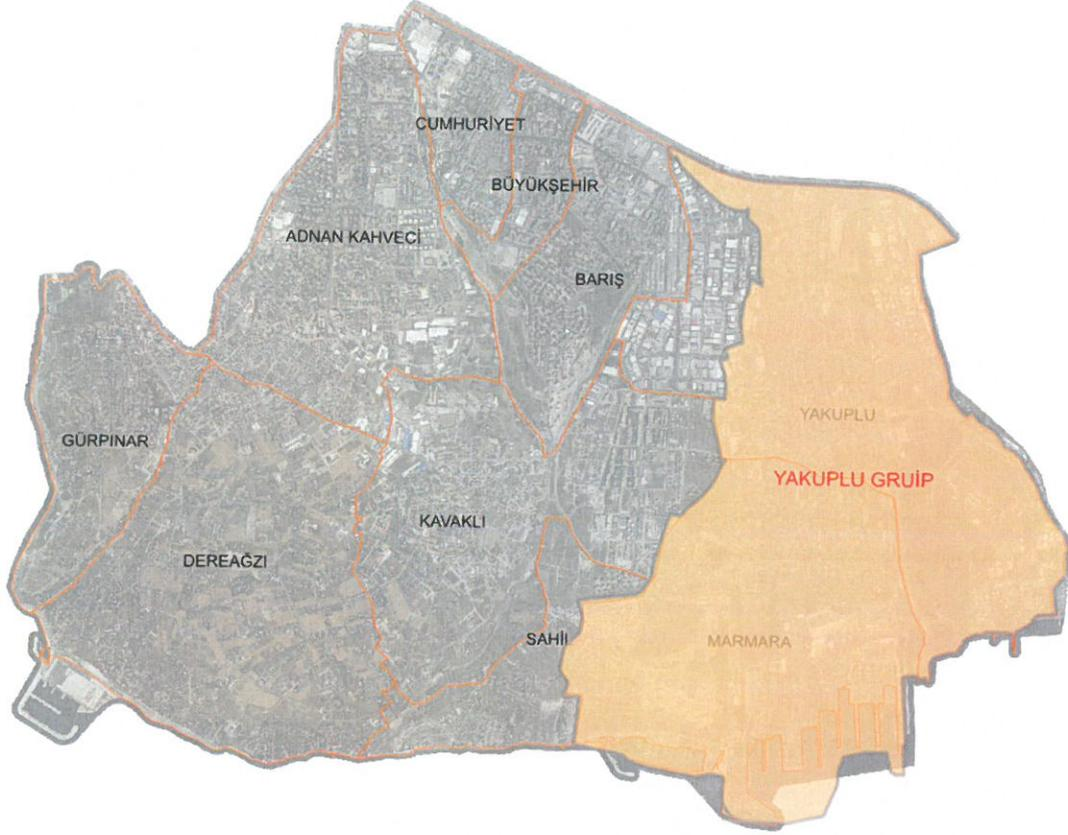 CUMHURİYET
BÜYÜKŞEHİR
ADNAN KAHVECİ
BARIŞ
YAKUPLU
GÜRPINAR
YAKUPLU GRUİP
KAVAKLI
DEREAĞZI
SAHİL
MARMARA